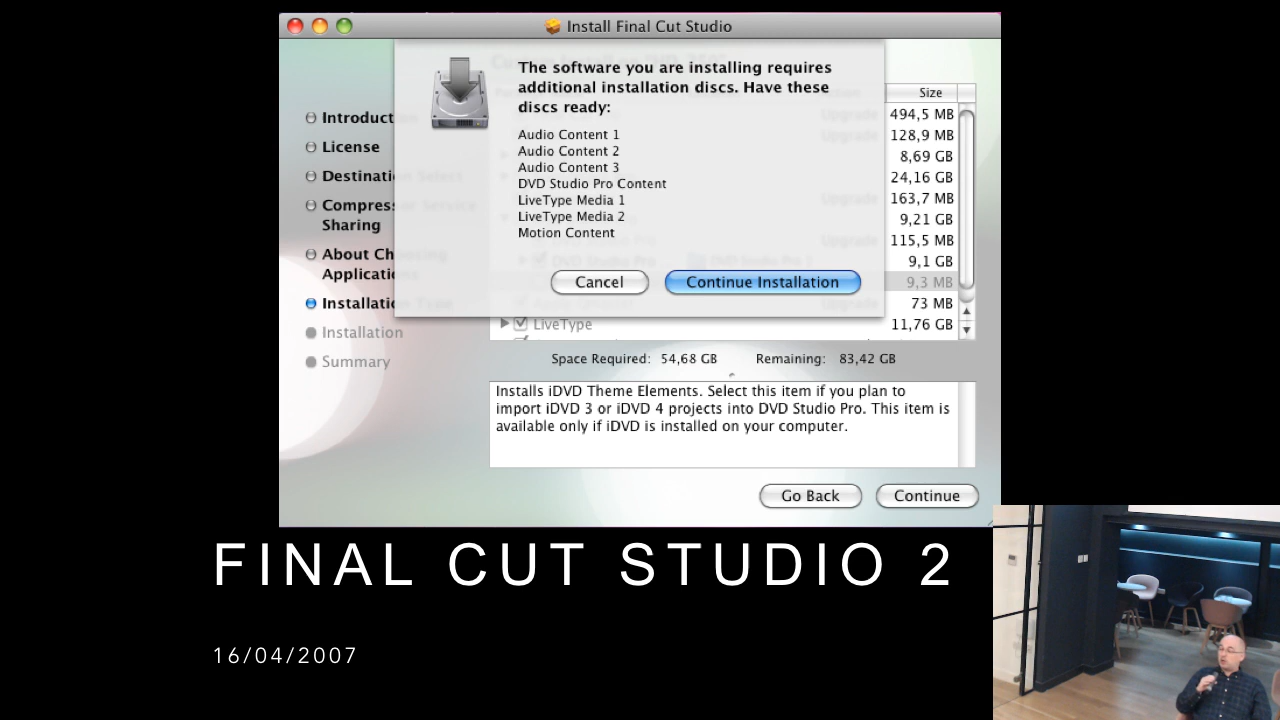 Install Final Cut Studio
The software you are installing requires
additional installation discs. Have these
discs ready:
Audio Content 1
Audio Content 2
Audio Content 3
DVD Studio Pro Content
LiveType Media 1
LiveType Media 2
Motion Content
Cancel
Continue Installation
Introduct
License
Destinati
Compres
Sharing
About Ch
Applicati
Installati
Installation
Summary
Size
494,5 MB
128,9 MB
8,69 GB
24,16 GB
163,7 MB
9,21 GB
115,5 MB
9,1 GB
9,3 MB
73 MB
LiveType 11,76 GB
Space Required: 54,68 GB Remaining: 83,42 GB
Installs iDVD Theme Elements. Select this item if you plan to
import iDVD 3 or iDVD 4 projects into DVD Studio Pro. This item is
available only if iDVD is installed on your computer.
Go Back
Continue
FINAL CUT STUDIO 2
16/04/2007